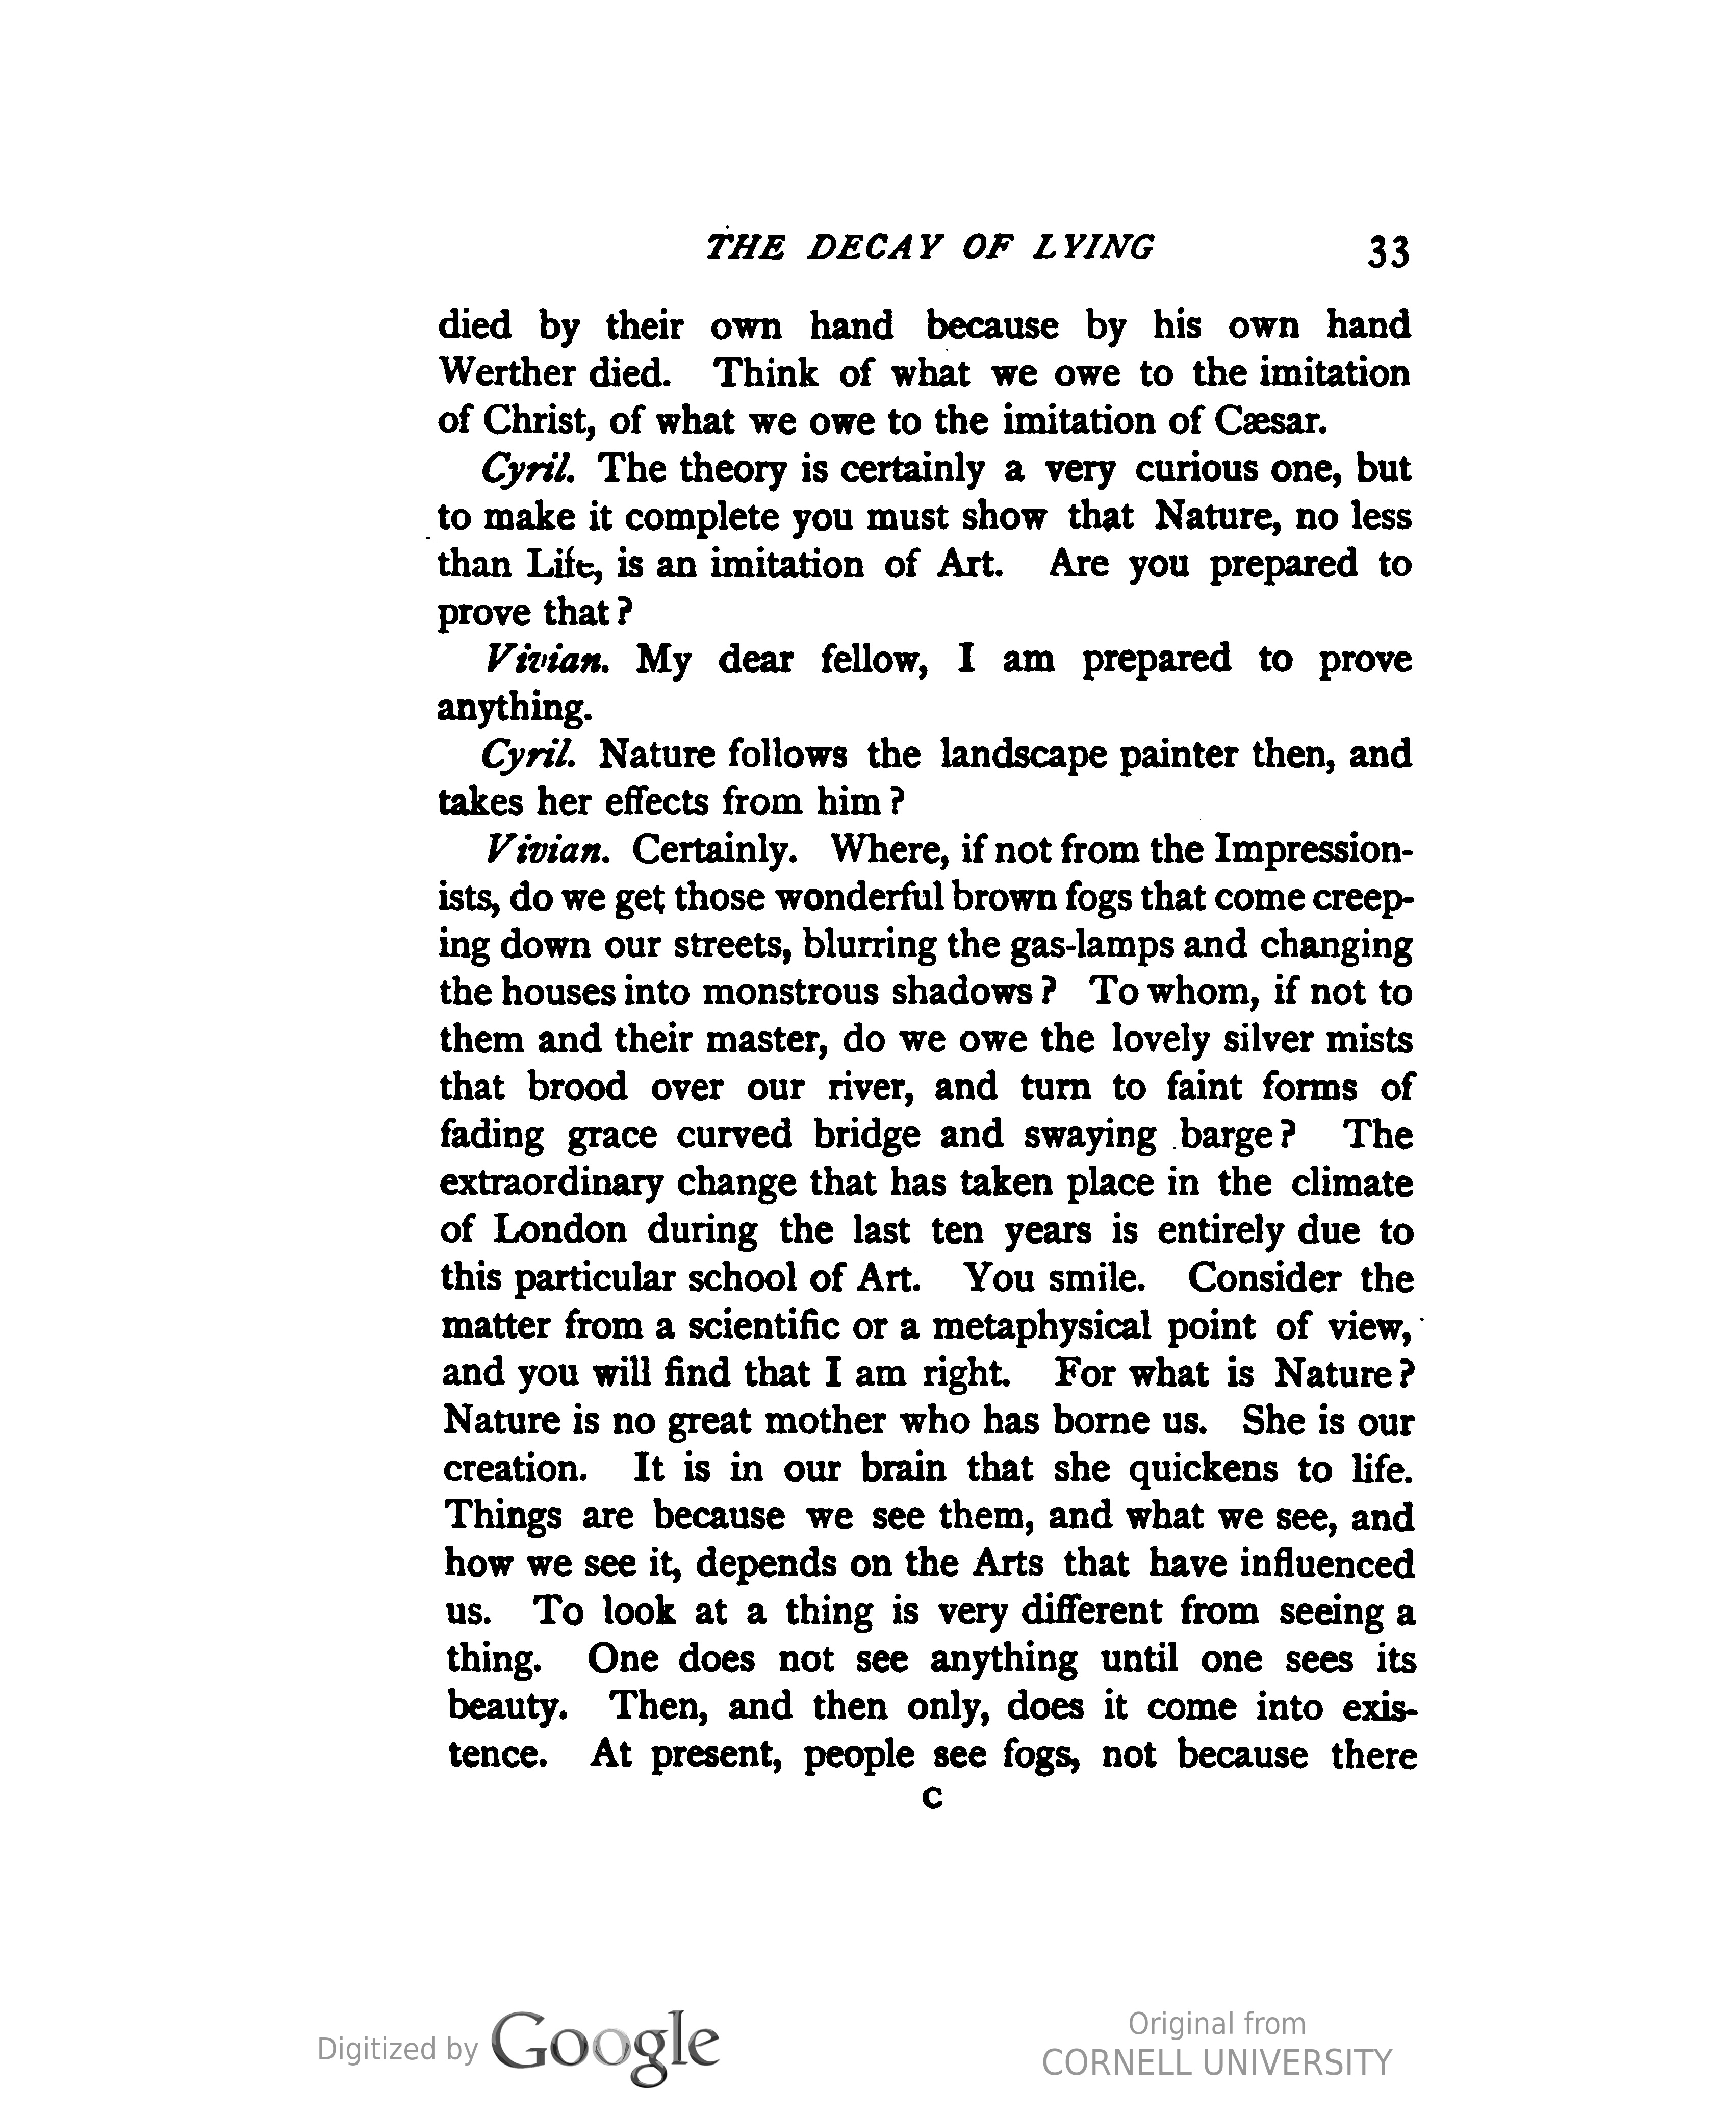 THE DECAY OF LYING 33
died by their own hand because by his own hand
Werther died. Think of what we owe to the imitation
of Christ, of what we owe to the imitation of Cæsar.
Cyril. The theory is certainly a very curious one, but
to make it complete you must show that Nature, no less
than Life, is an imitation of Art. Are you prepared to
prove that?
Vivian. My dear fellow, I am prepared to prove
anything.
Cyril. Nature follows the landscape painter then, and
takes her effects from him?
Vivian. Certainly. Where, if not from the Impression-
ists, do we get those wonderful brown fogs that come creep-
ing down our streets, blurring the gas-lamps and changing
the houses into monstrous shadows? To whom, if not to
them and their master, do we owe the lovely silver mists
that brood over our river, and turn to faint forms of
fading grace curved bridge and swaying barge? The
extraordinary change that has taken place in the climate
of London during the last ten years is entirely due to
this particular school of Art. You smile. Consider the
matter from a scientific or a metaphysical point of view,
and you will find that I am right. For what is Nature?
Nature is no great mother who has borne us. She is our
creation. It is in our brain that she quickens to life.
Things are because we see them, and what we see, and
how we see it, depends on the Arts that have influenced
us. To look at a thing is very different from seeing a
thing. One does not see anything until one sees its
beauty. Then, and then only, does it come into exis-
tence. At present, people see fogs, not because there
C
Digitized by Google
Original from
CORNELL UNIVERSITY